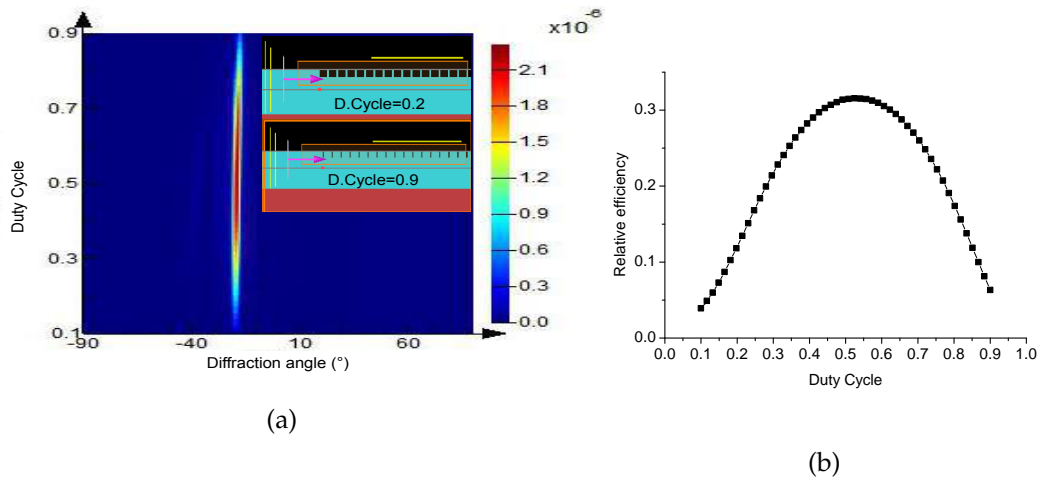 x10
-6
0.9
0.7
0.5
0.3
0.1
Duty Cycle
-90
-40
10
60
Diffraction angle (°)
D.Cycle=0.2
D.Cycle=0.9
2.1
1.8
1.5
1.2
0.9
0.6
0.3
0.0
(a)
Relative efficiency
0.3
0.2
0.1
0.0
0.0 0.1 0.2 0.3 0.4 0.5 0.6 0.7 0.8 0.9 1.0
Duty Cycle
(b)